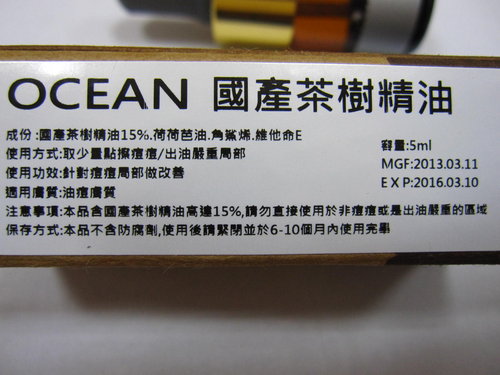 OCEAN 國產茶樹精油
成份:國產茶樹精油15%.荷荷芭油.角鯊烯.維他命E
容量:5ml
使用方式:取少量點擦痘痘/出油嚴重局部
MGF:2013.03.11
使用功效:針對痘痘局部做改善
EXP:2016.03.10
適用膚質:油痘膚質
注意事項:本品含國產茶樹精油高達15%,請勿直接使用於非痘痘或是出油嚴重的區域
保存方式:本品不含防腐劑,使用後請緊閉並於6-10個月內使用完畢